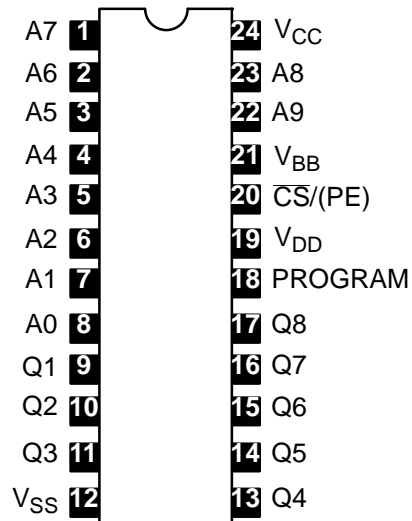 A7 1 24 VCC
A6 2 23 A8
A5 3 22 A9
A4 4 21 VBB
A3 5 20 C̅S̅/(PE)
A2 6 19 VDD
A1 7 18 PROGRAM
A0 8 17 Q8
Q1 9 16 Q7
Q2 10 15 Q6
Q3 11 14 Q5
VSS 12 13 Q4